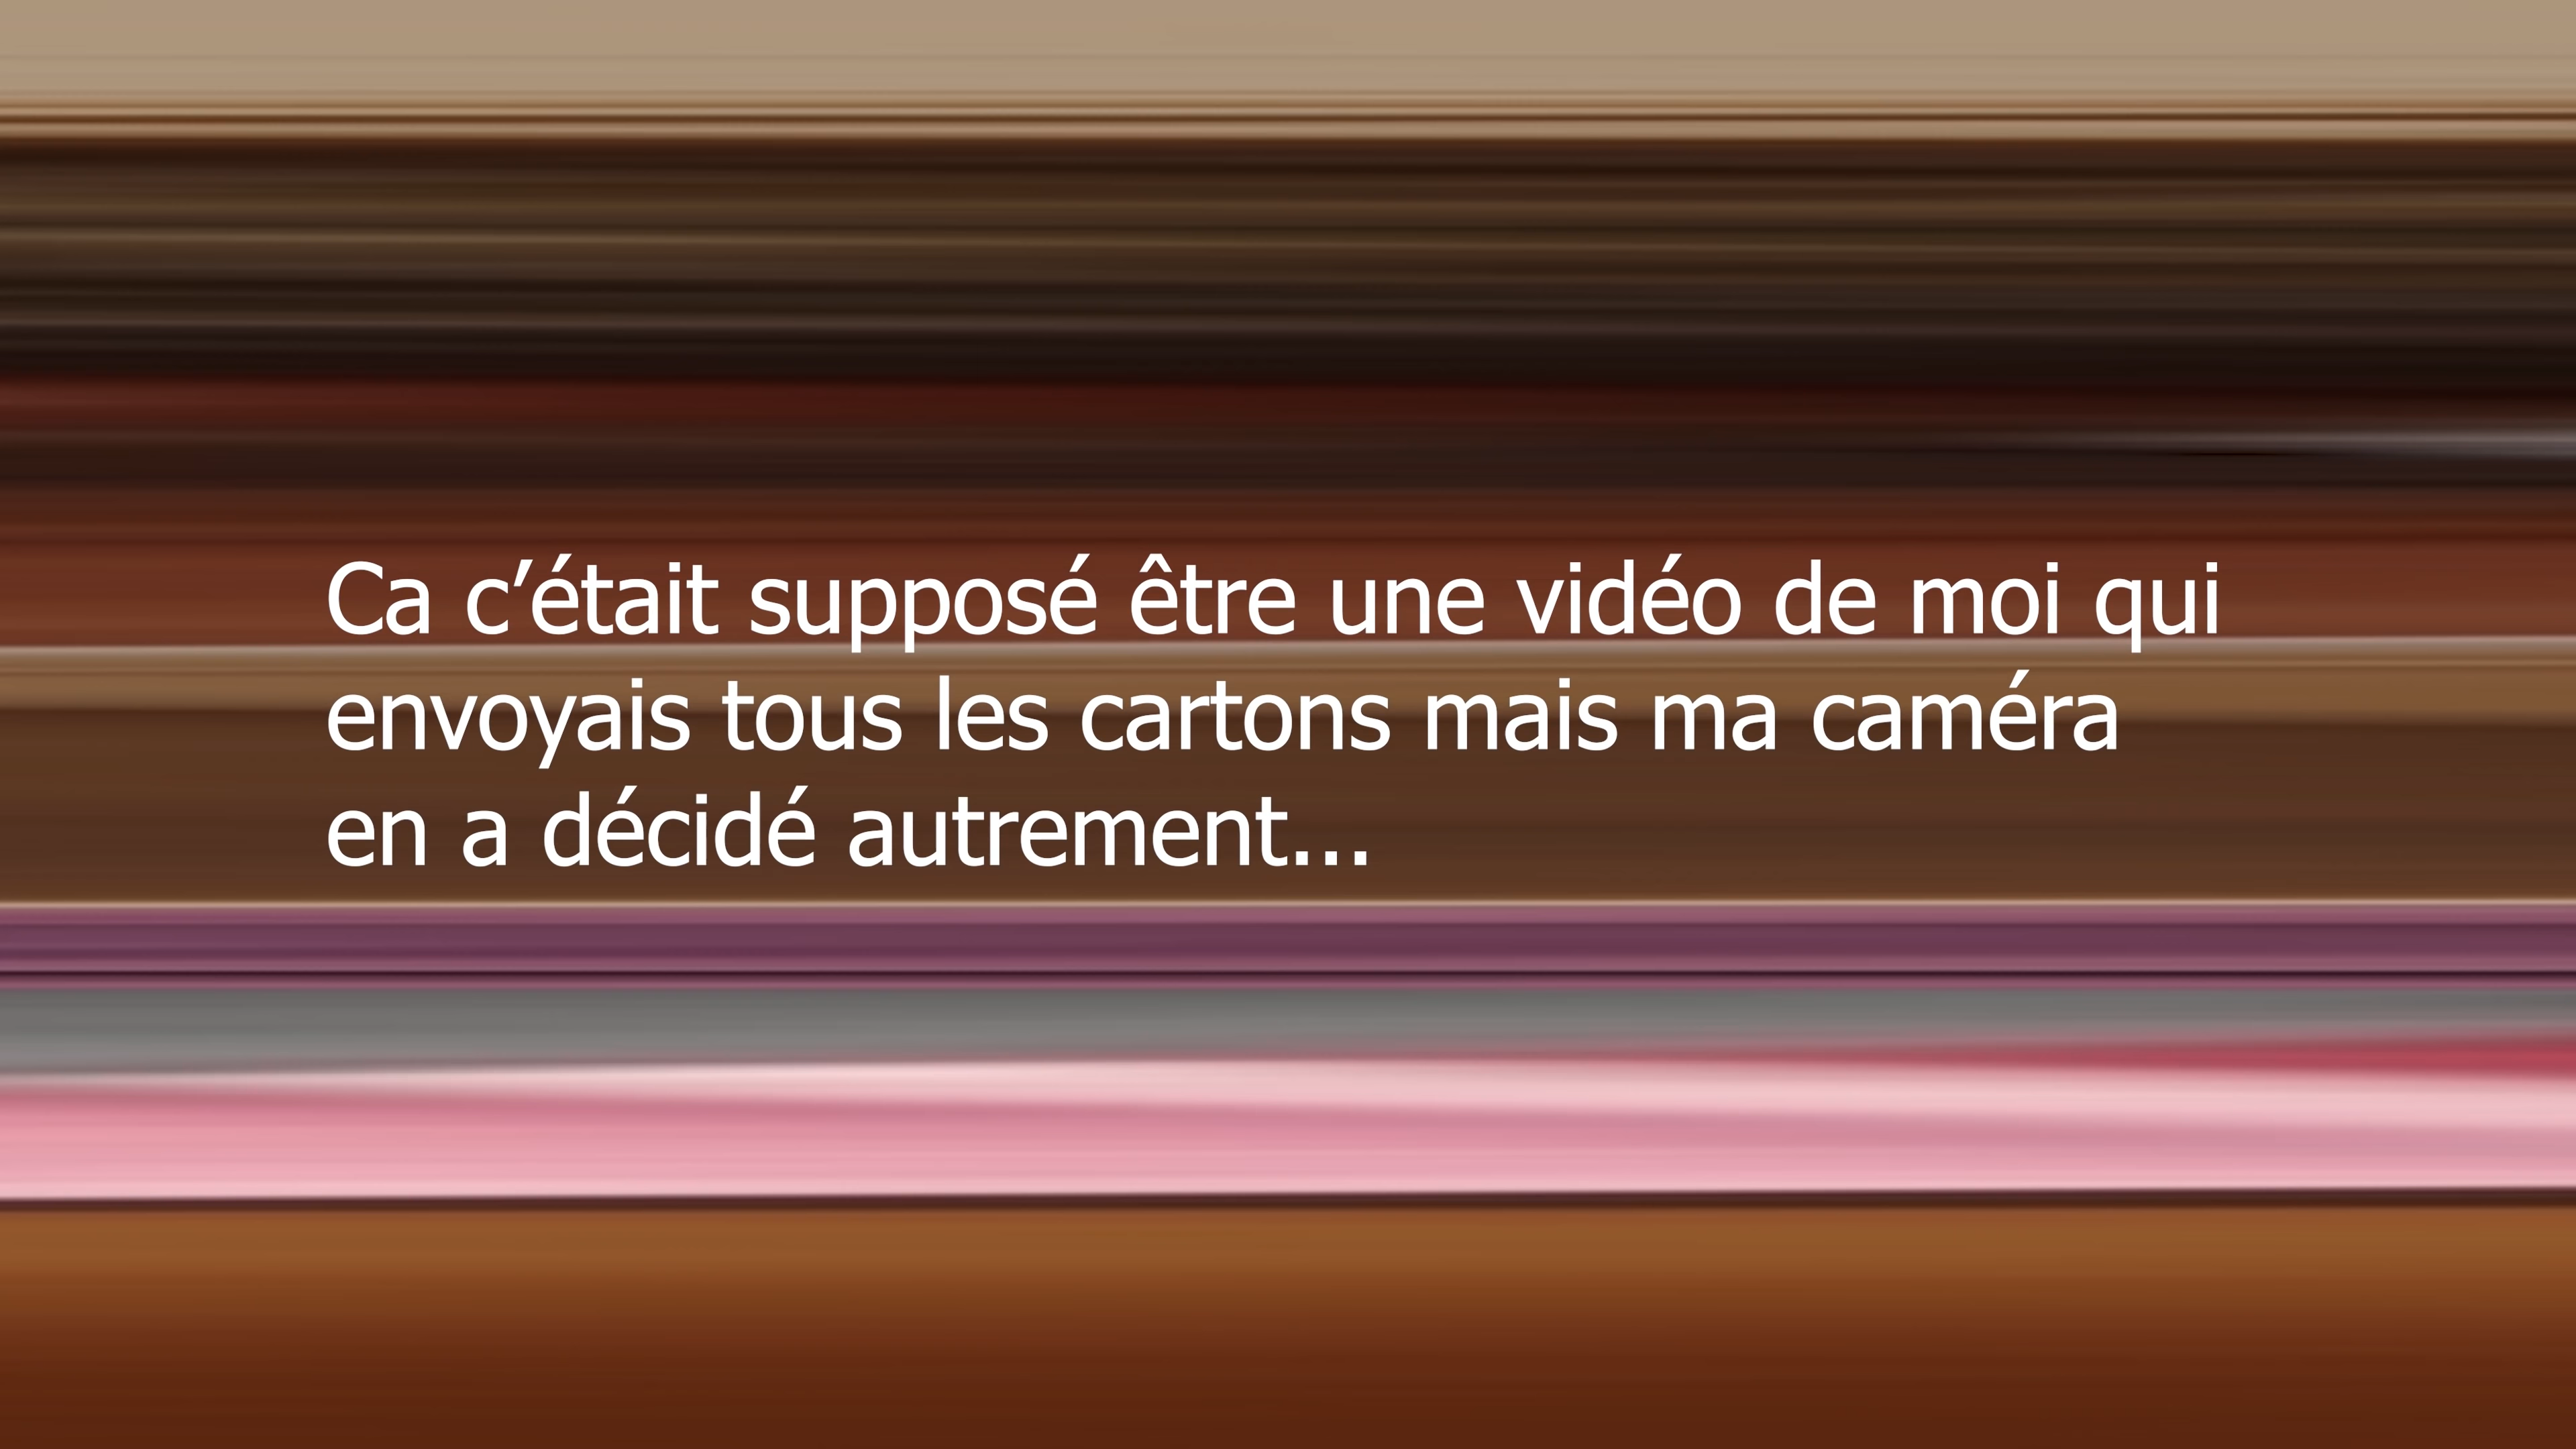 Ca c’était supposé être une vidéo de moi qui
envoyais tous les cartons mais ma caméra
en a décidé autrement...